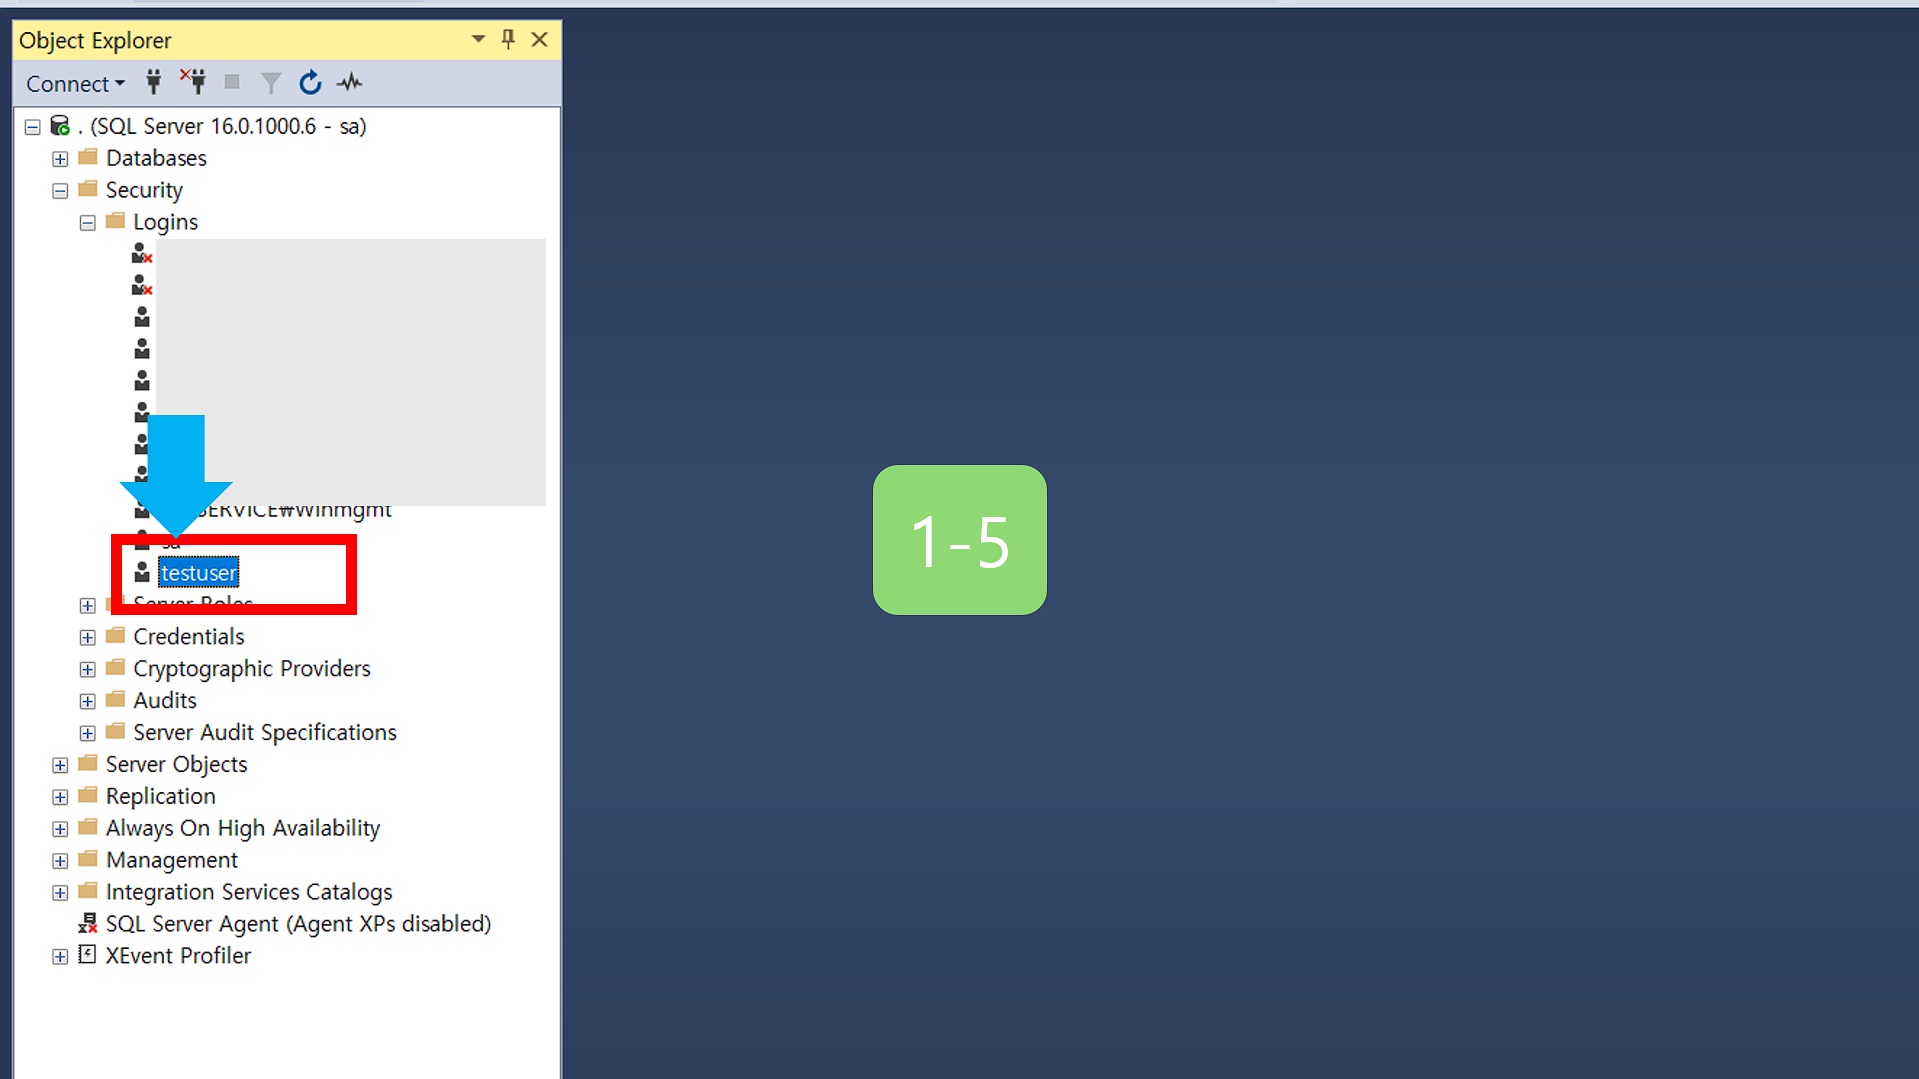 Object Explorer
Connect
. (SQL Server 16.0.1000.6 - sa)
Databases
Security
Logins
SERVICE₩Winmgmt
sa
testuser
Server Roles
Credentials
Cryptographic Providers
Audits
Server Audit Specifications
Server Objects
Replication
Always On High Availability
Management
Integration Services Catalogs
SQL Server Agent (Agent XPs disabled)
XEvent Profiler
1-5